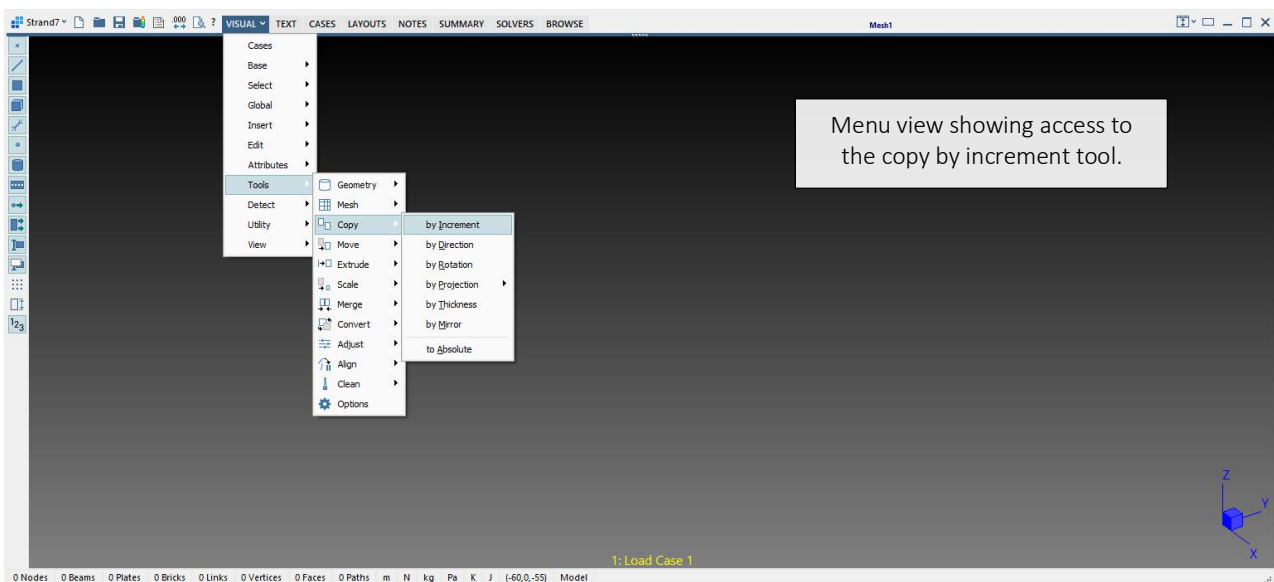 Strand7 .000 ? VISUAL TEXT CASES LAYOUTS NOTES SUMMARY SOLVERS BROWSE Mesh1
Cases
Base
Select
Global
Insert
Edit
Attributes
Tools
Detect
Utility
View
Geometry
Mesh
Copy
Move
Extrude
Scale
Merge
Convert
Adjust
Align
Clean
Options
by Increment
by Direction
by Rotation
by Projection
by Thickness
by Mirror
to Absolute
Menu view showing access to
the copy by increment tool.
123
Z
Y
X
1: Load Case 1
0 Nodes 0 Beams 0 Plates 0 Bricks 0 Links 0 Vertices 0 Faces 0 Paths m N kg Pa K J (-60,0,-55) Model